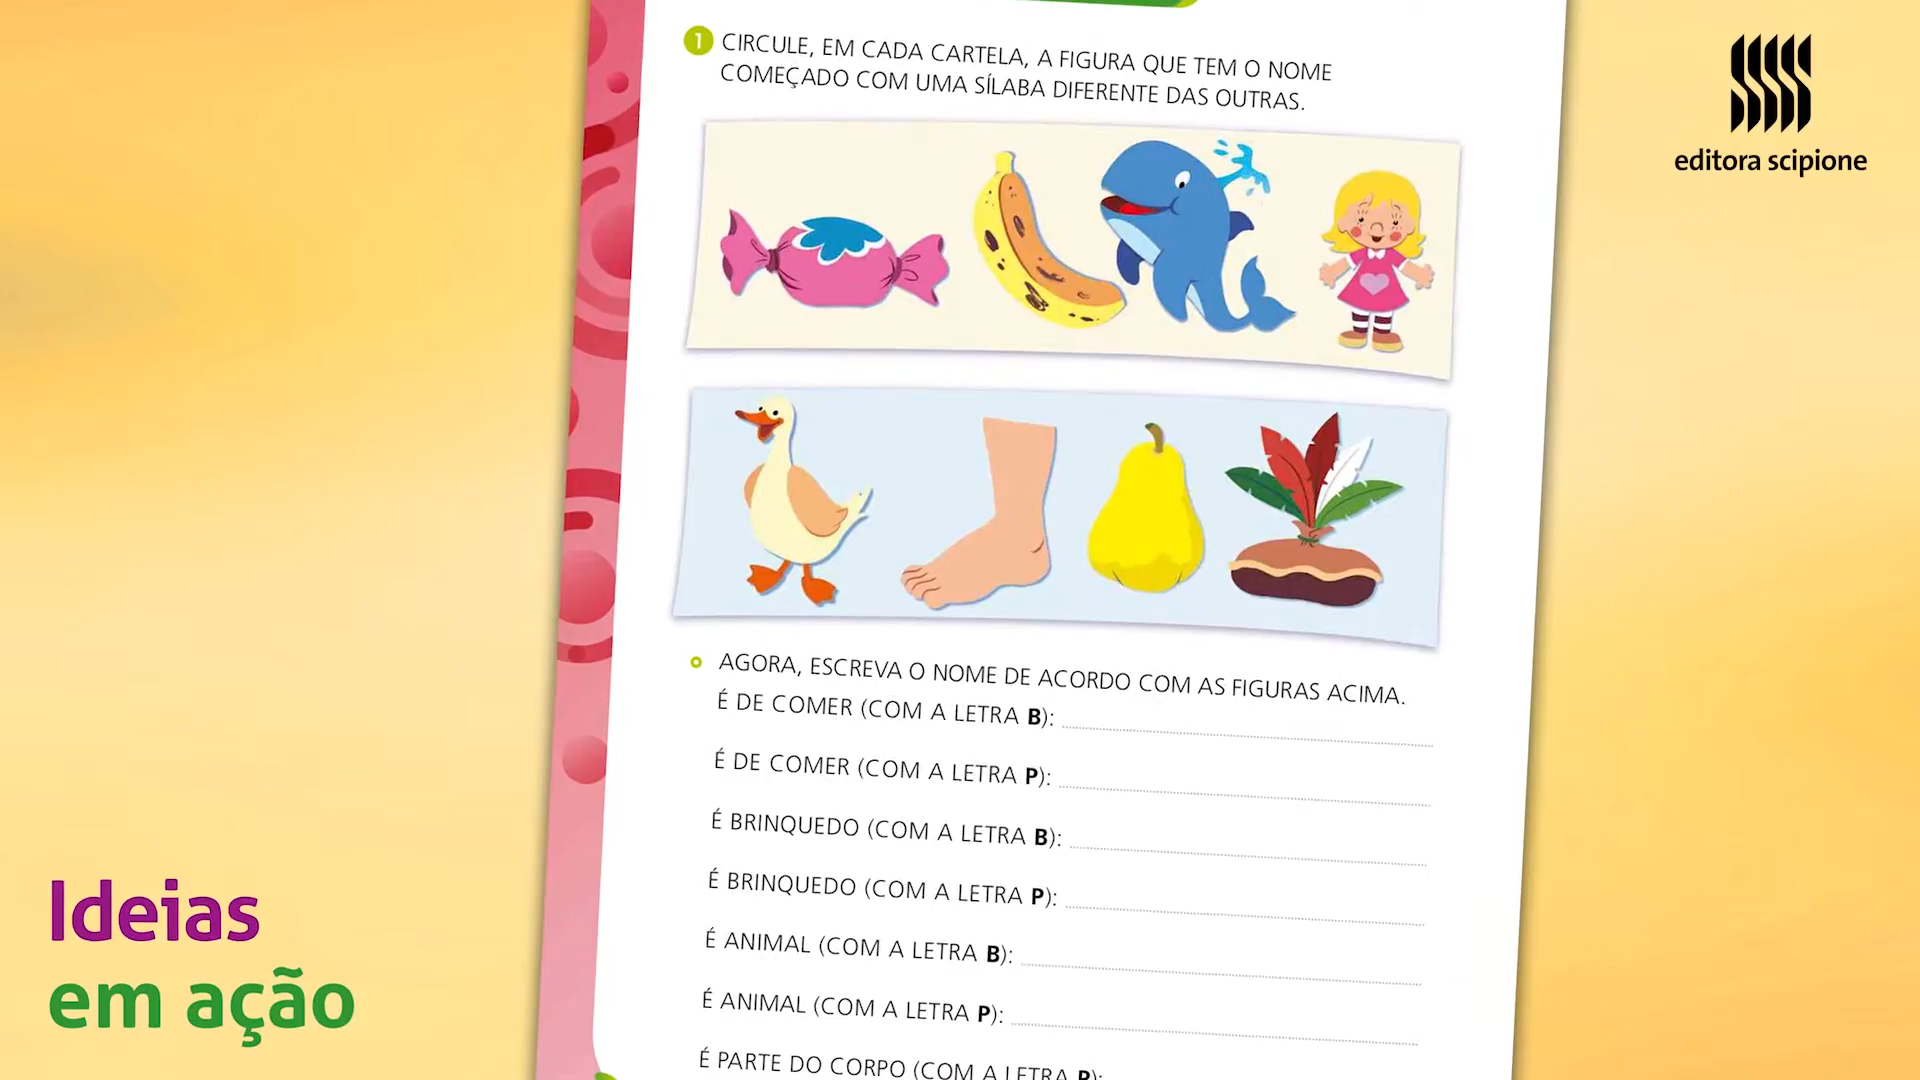 1 CIRCULE, EM CADA CARTELA, A FIGURA QUE TEM O NOME
COMEÇADO COM UMA SÍLABA DIFERENTE DAS OUTRAS.
editora scipione
AGORA, ESCREVA O NOME DE ACORDO COM AS FIGURAS ACIMA.
É DE COMER (COM A LETRA B):
É DE COMER (COM A LETRA P):
É BRINQUEDO (COM A LETRA B):
É BRINQUEDO (COM A LETRA P):
É ANIMAL (COM A LETRA B):
É ANIMAL (COM A LETRA P):
É PARTE DO CORPO (COM A LETRA P):
Ideias
em ação